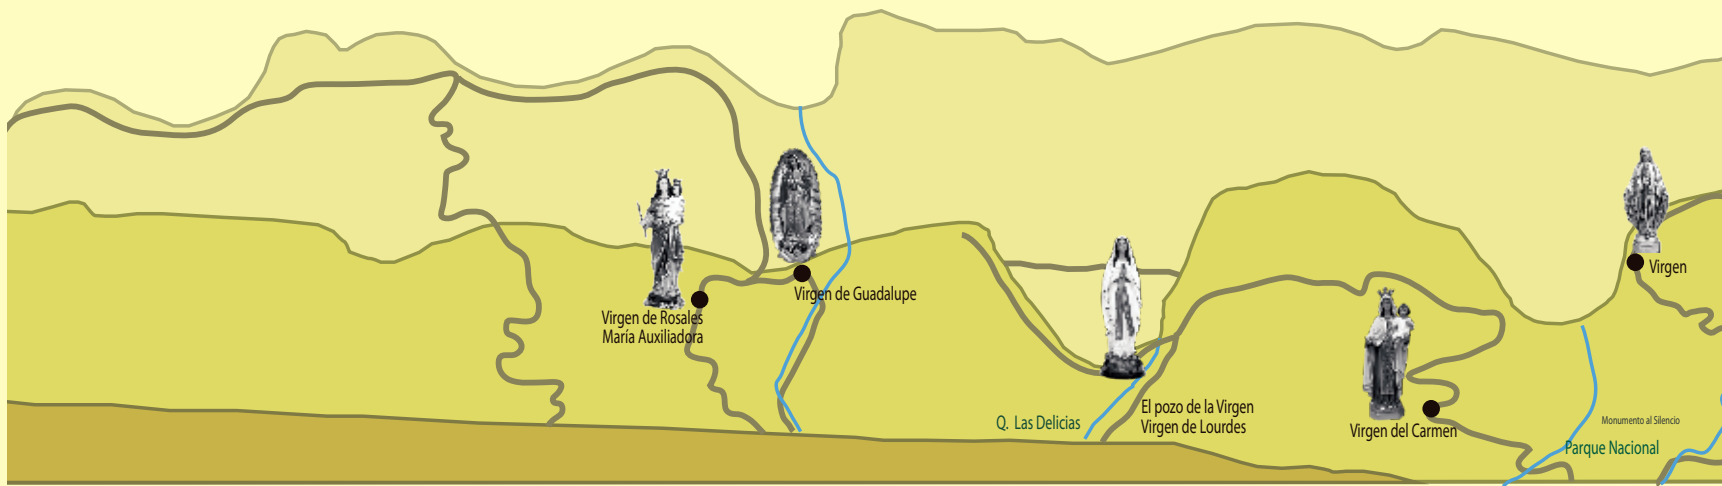 Virgen de Rosales
María Auxiliadora
Virgen de Guadalupe
Q. Las Delicias
El pozo de la Virgen
Virgen de Lourdes
Virgen del Carmen
Virgen
Monumento al Silencio
Parque Nacional